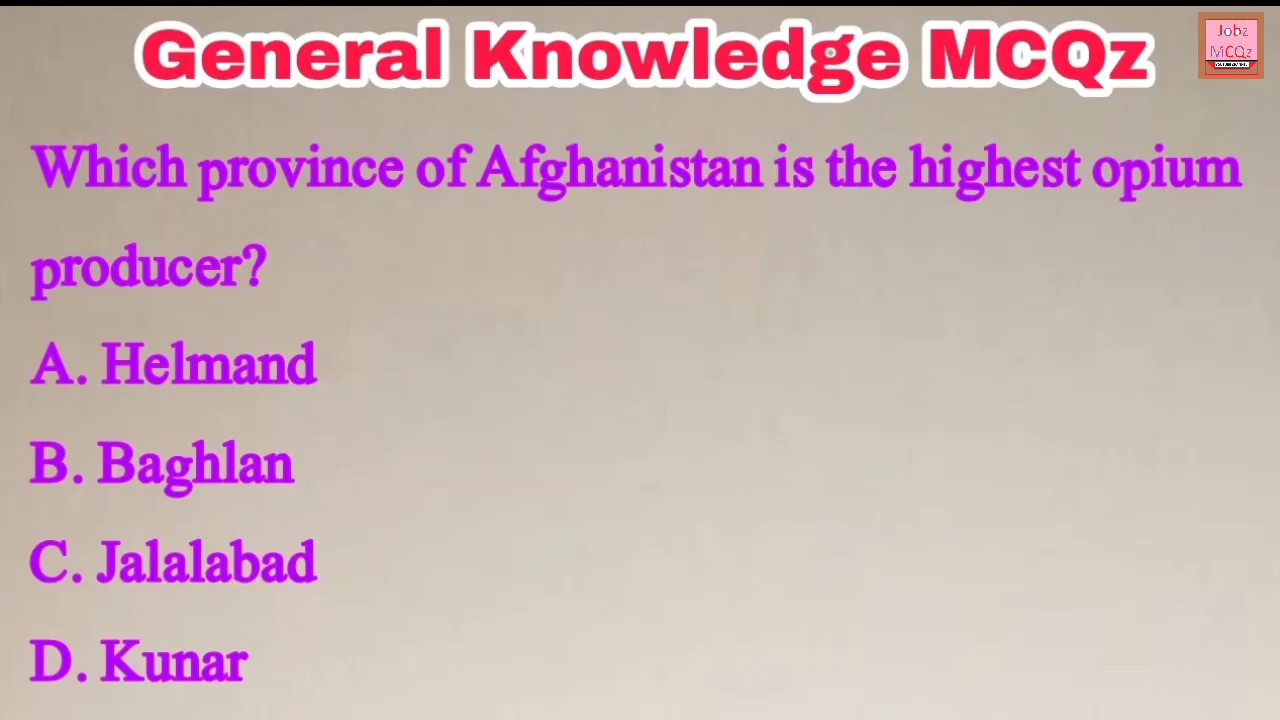 General Knowledge MCQz
Jobz
MCQz
Which province of Afghanistan is the highest opium
producer?
A. Helmand
B. Baghlan
C. Jalalabad
D. Kunar